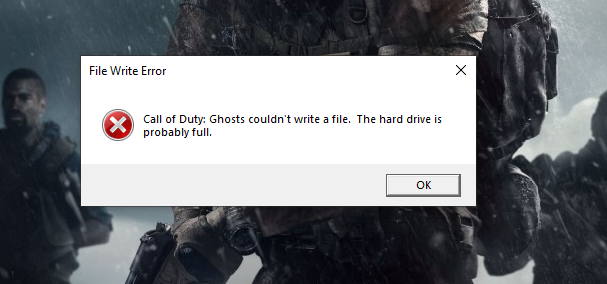 File Write Error
Call of Duty: Ghosts couldn't write a file.  The hard drive is
probably full.
OK